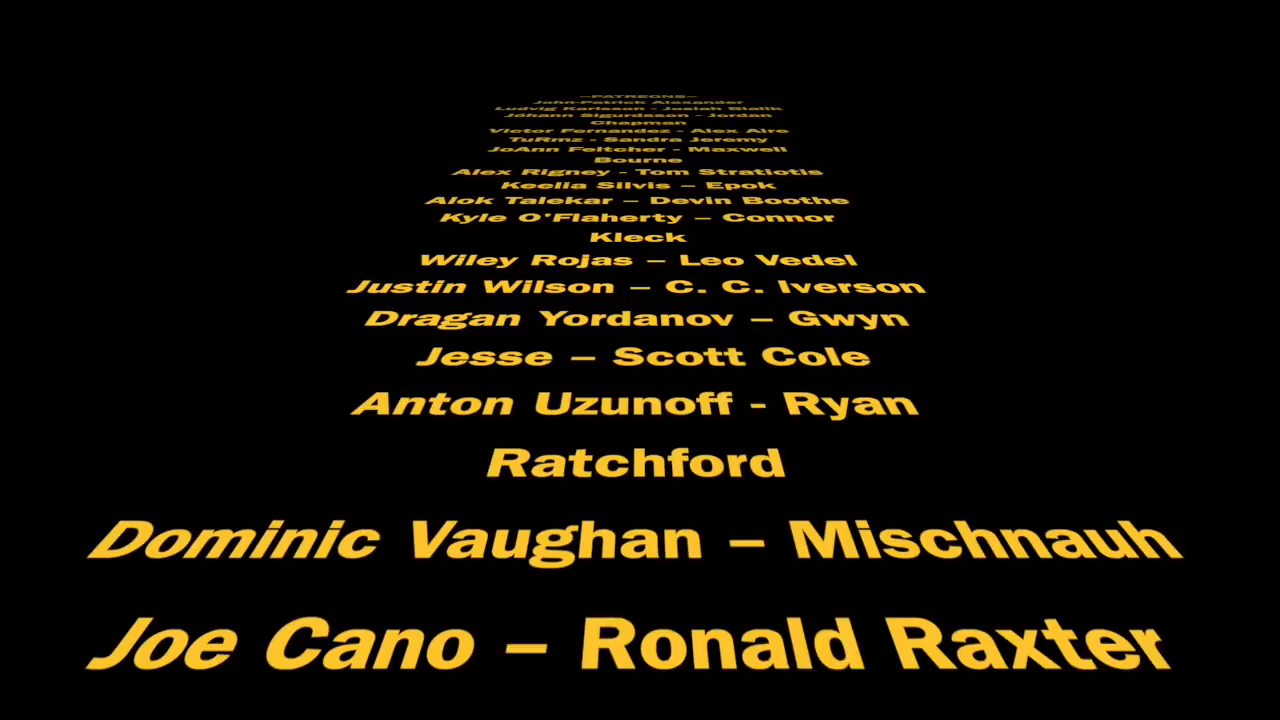 —PATREONS—
John-Patrick Alexander
Ludvig Karlsson - Josiah Bialik
Jóhann Sigurdsson - Jordan
Chapman
Victor Fernandez - Alex Aire
TuRmz - Sandra Jeremy
JoAnn Feltcher - Maxwell
Bourne
Alex Rigney - Tom Stratiotis
Keelia Silvis – Epok
Alok Talekar – Devin Boothe
Kyle O'Flaherty – Connor
Kleck
Wiley Rojas – Leo Vedel
Justin Wilson – C. C. Iverson
Dragan Yordanov – Gwyn
Jesse – Scott Cole
Anton Uzunoff - Ryan
Ratchford
Dominic Vaughan – Mischnauh
Joe Cano – Ronald Raxter